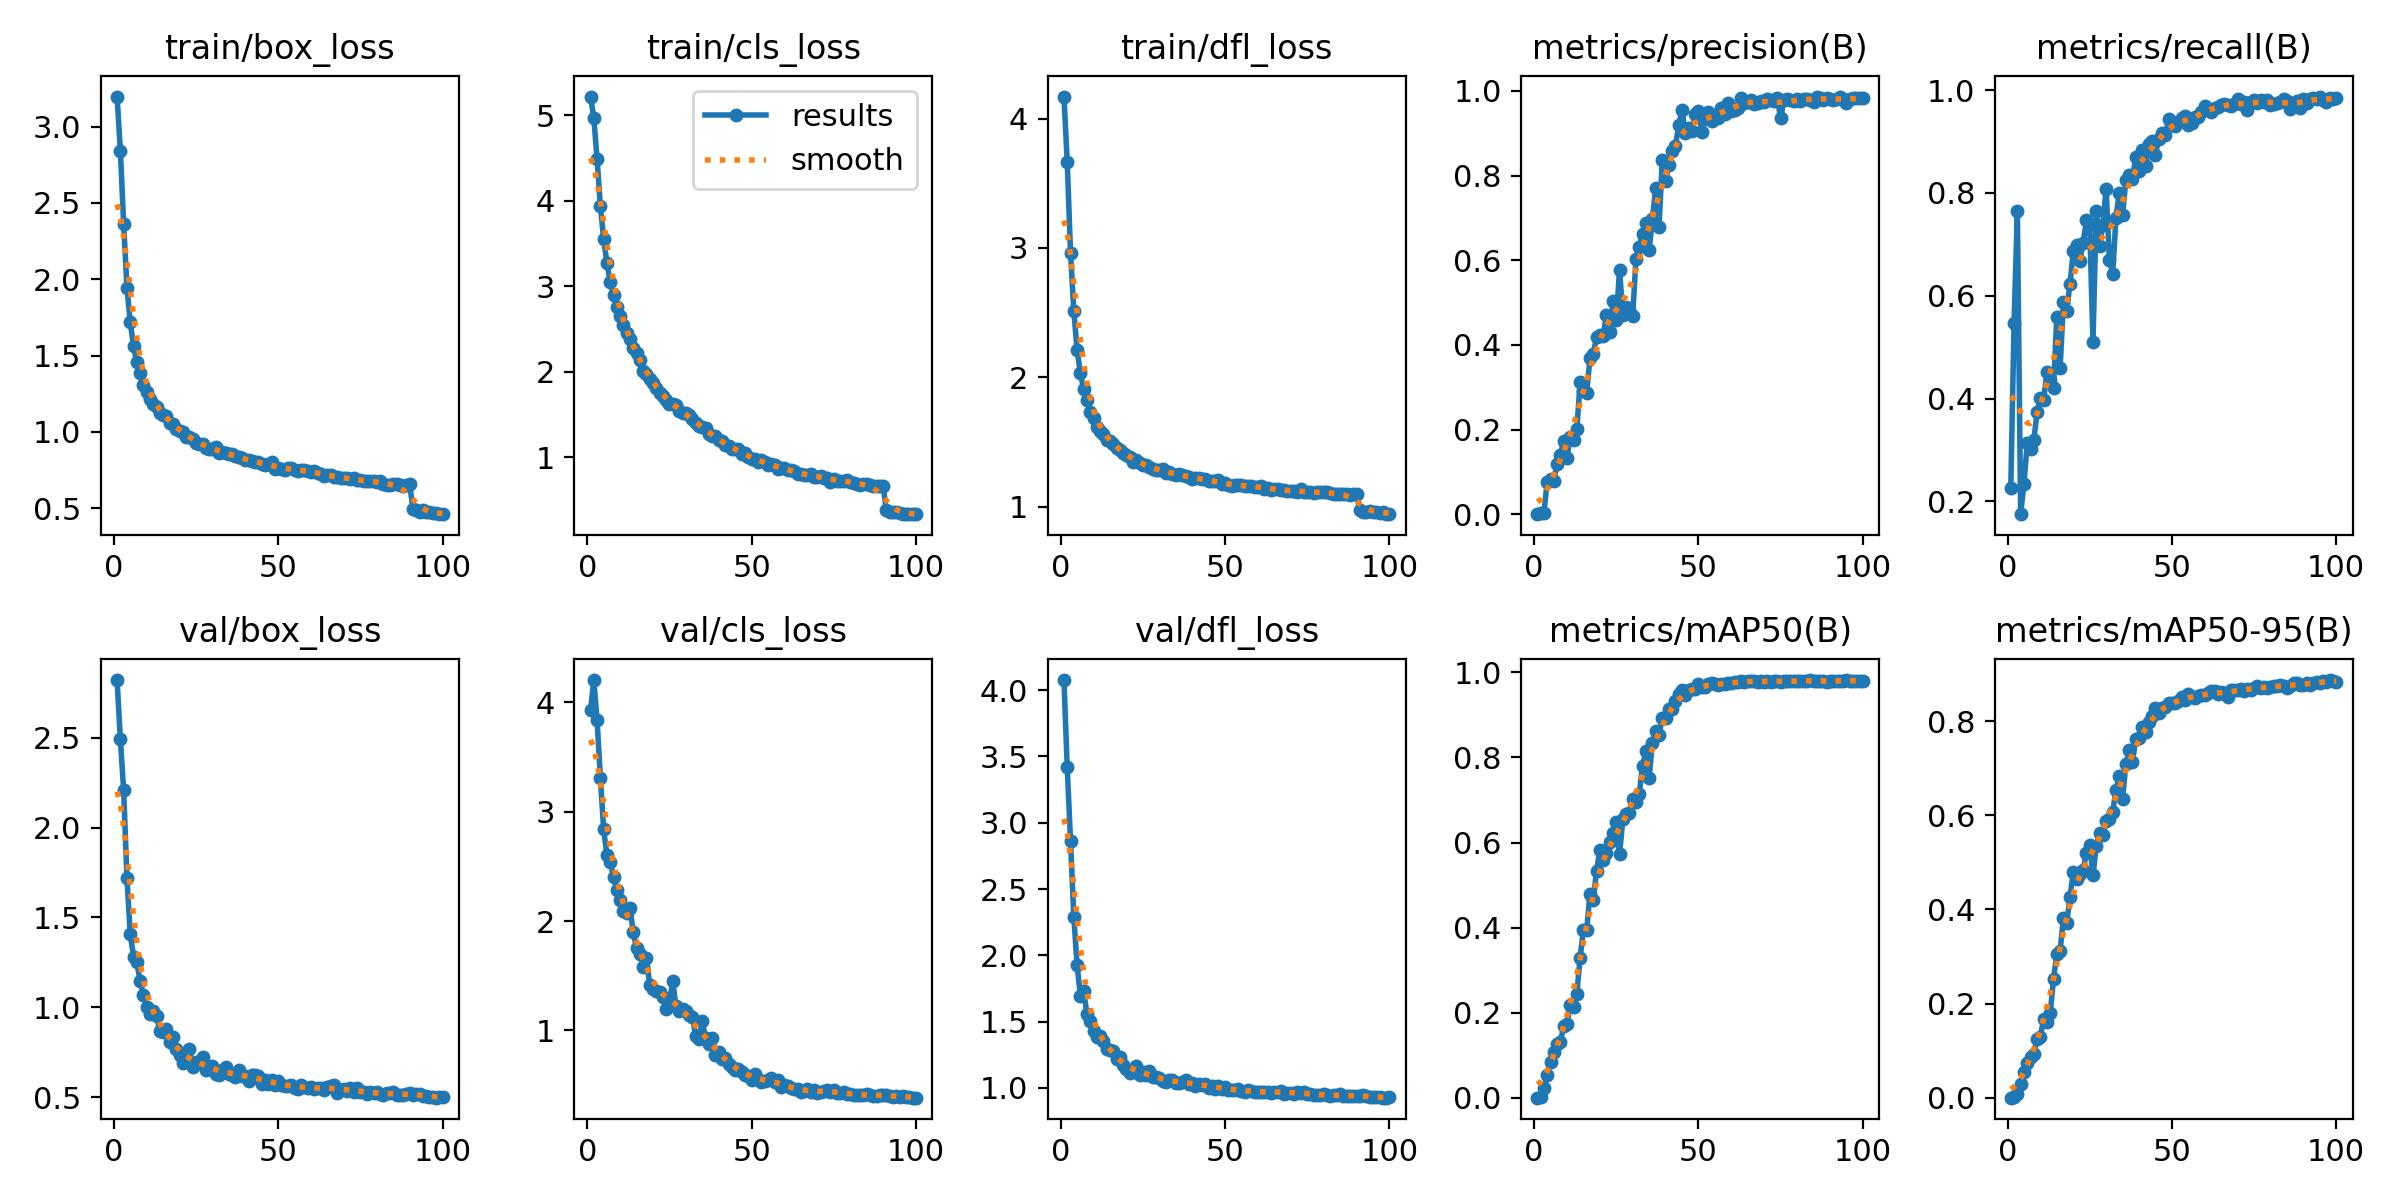 train/box_loss
3.0
2.5
2.0
1.5
1.0
0.5
0 50 100
train/cls_loss
results
smooth
5
4
3
2
1
0 50 100
train/dfl_loss
4
3
2
1
0 50 100
metrics/precision(B)
1.0
0.8
0.6
0.4
0.2
0.0
0 50 100
metrics/recall(B)
1.0
0.8
0.6
0.4
0.2
0 50 100
val/box_loss
2.5
2.0
1.5
1.0
0.5
0 50 100
val/cls_loss
4
3
2
1
0 50 100
val/dfl_loss
4.0
3.5
3.0
2.5
2.0
1.5
1.0
0 50 100
metrics/mAP50(B)
1.0
0.8
0.6
0.4
0.2
0.0
0 50 100
metrics/mAP50-95(B)
0.8
0.6
0.4
0.2
0.0
0 50 100